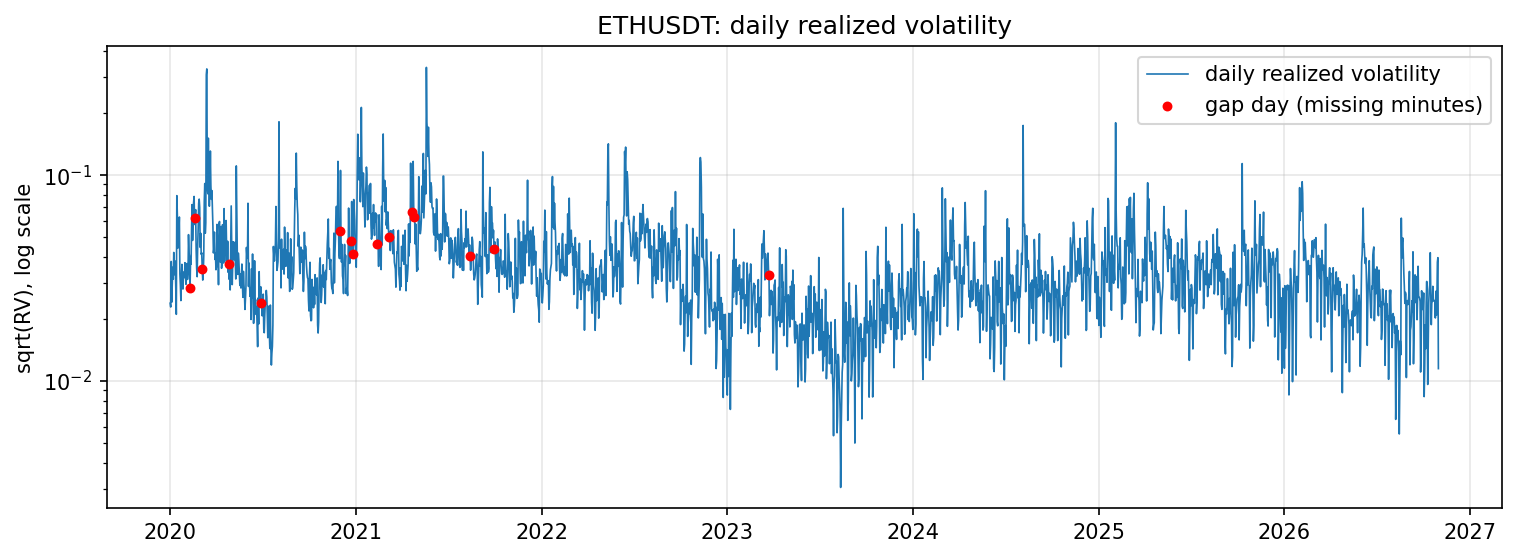 ETHUSDT: daily realized volatility
daily realized volatility
gap day (missing minutes)
sqrt(RV), log scale
10⁻¹
10⁻²
2020 2021 2022 2023 2024 2025 2026 2027